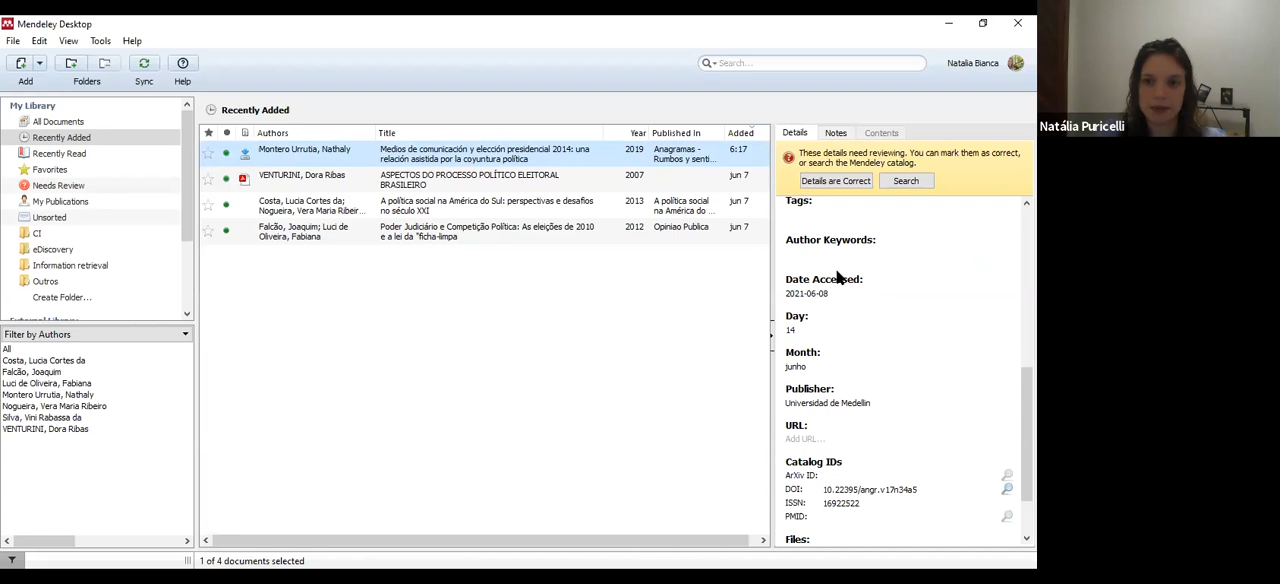 Mendeley Desktop
File Edit View Tools Help
Add Folders Sync Help
Search...
Natalia Bianca
My Library
All Documents
Recently Added
Recently Read
Favorites
Needs Review
My Publications
Unsorted
CI
eDiscovery
Information retrieval
Outros
Create Folder...
Filter by Authors
All
Costa, Lucia Cortes da
Falcão, Joaquim
Luci de Oliveira, Fabiana
Montero Urrutia, Nathaly
Nogueira, Vera Maria Ribeiro
Silva, Vini Rabassa da
VENTURINI, Dora Ribas
Recently Added
Authors Title Year Published In Added
Montero Urrutia, Nathaly Medios de comunicación y elección presidencial 2014: una 2019 Anagramas - 6:17
relación asistida por la coyuntura política Rumbos y senti...
VENTURINI, Dora Ribas ASPECTOS DO PROCESSO POLÍTICO ELEITORAL 2007 jun 7
BRASILEIRO
Costa, Lucia Cortes da; A política social na América do Sul: perspectivas e desafios 2013 A política social jun 7
Nogueira, Vera Maria Ribeir... no século XXI na América do ...
Falcão, Joaquim; Luci de Poder Judiciário e Competição Política: As eleições de 2010 2012 Opiniao Publica jun 7
Oliveira, Fabiana e a lei da "ficha-limpa
1 of 4 documents selected
Details Notes Contents
These details need reviewing. You can mark them as correct,
or search the Mendeley catalog.
Details are Correct Search
Tags:
Author Keywords:
Date Accessed:
2021-06-08
Day:
14
Month:
junho
Publisher:
Universidad de Medellin
URL:
Add URL...
Catalog IDs
ArXiv ID:
DOI: 10.22395/angr.v17n34a5
ISSN: 16922522
PMID:
Files:
Natália Puricelli